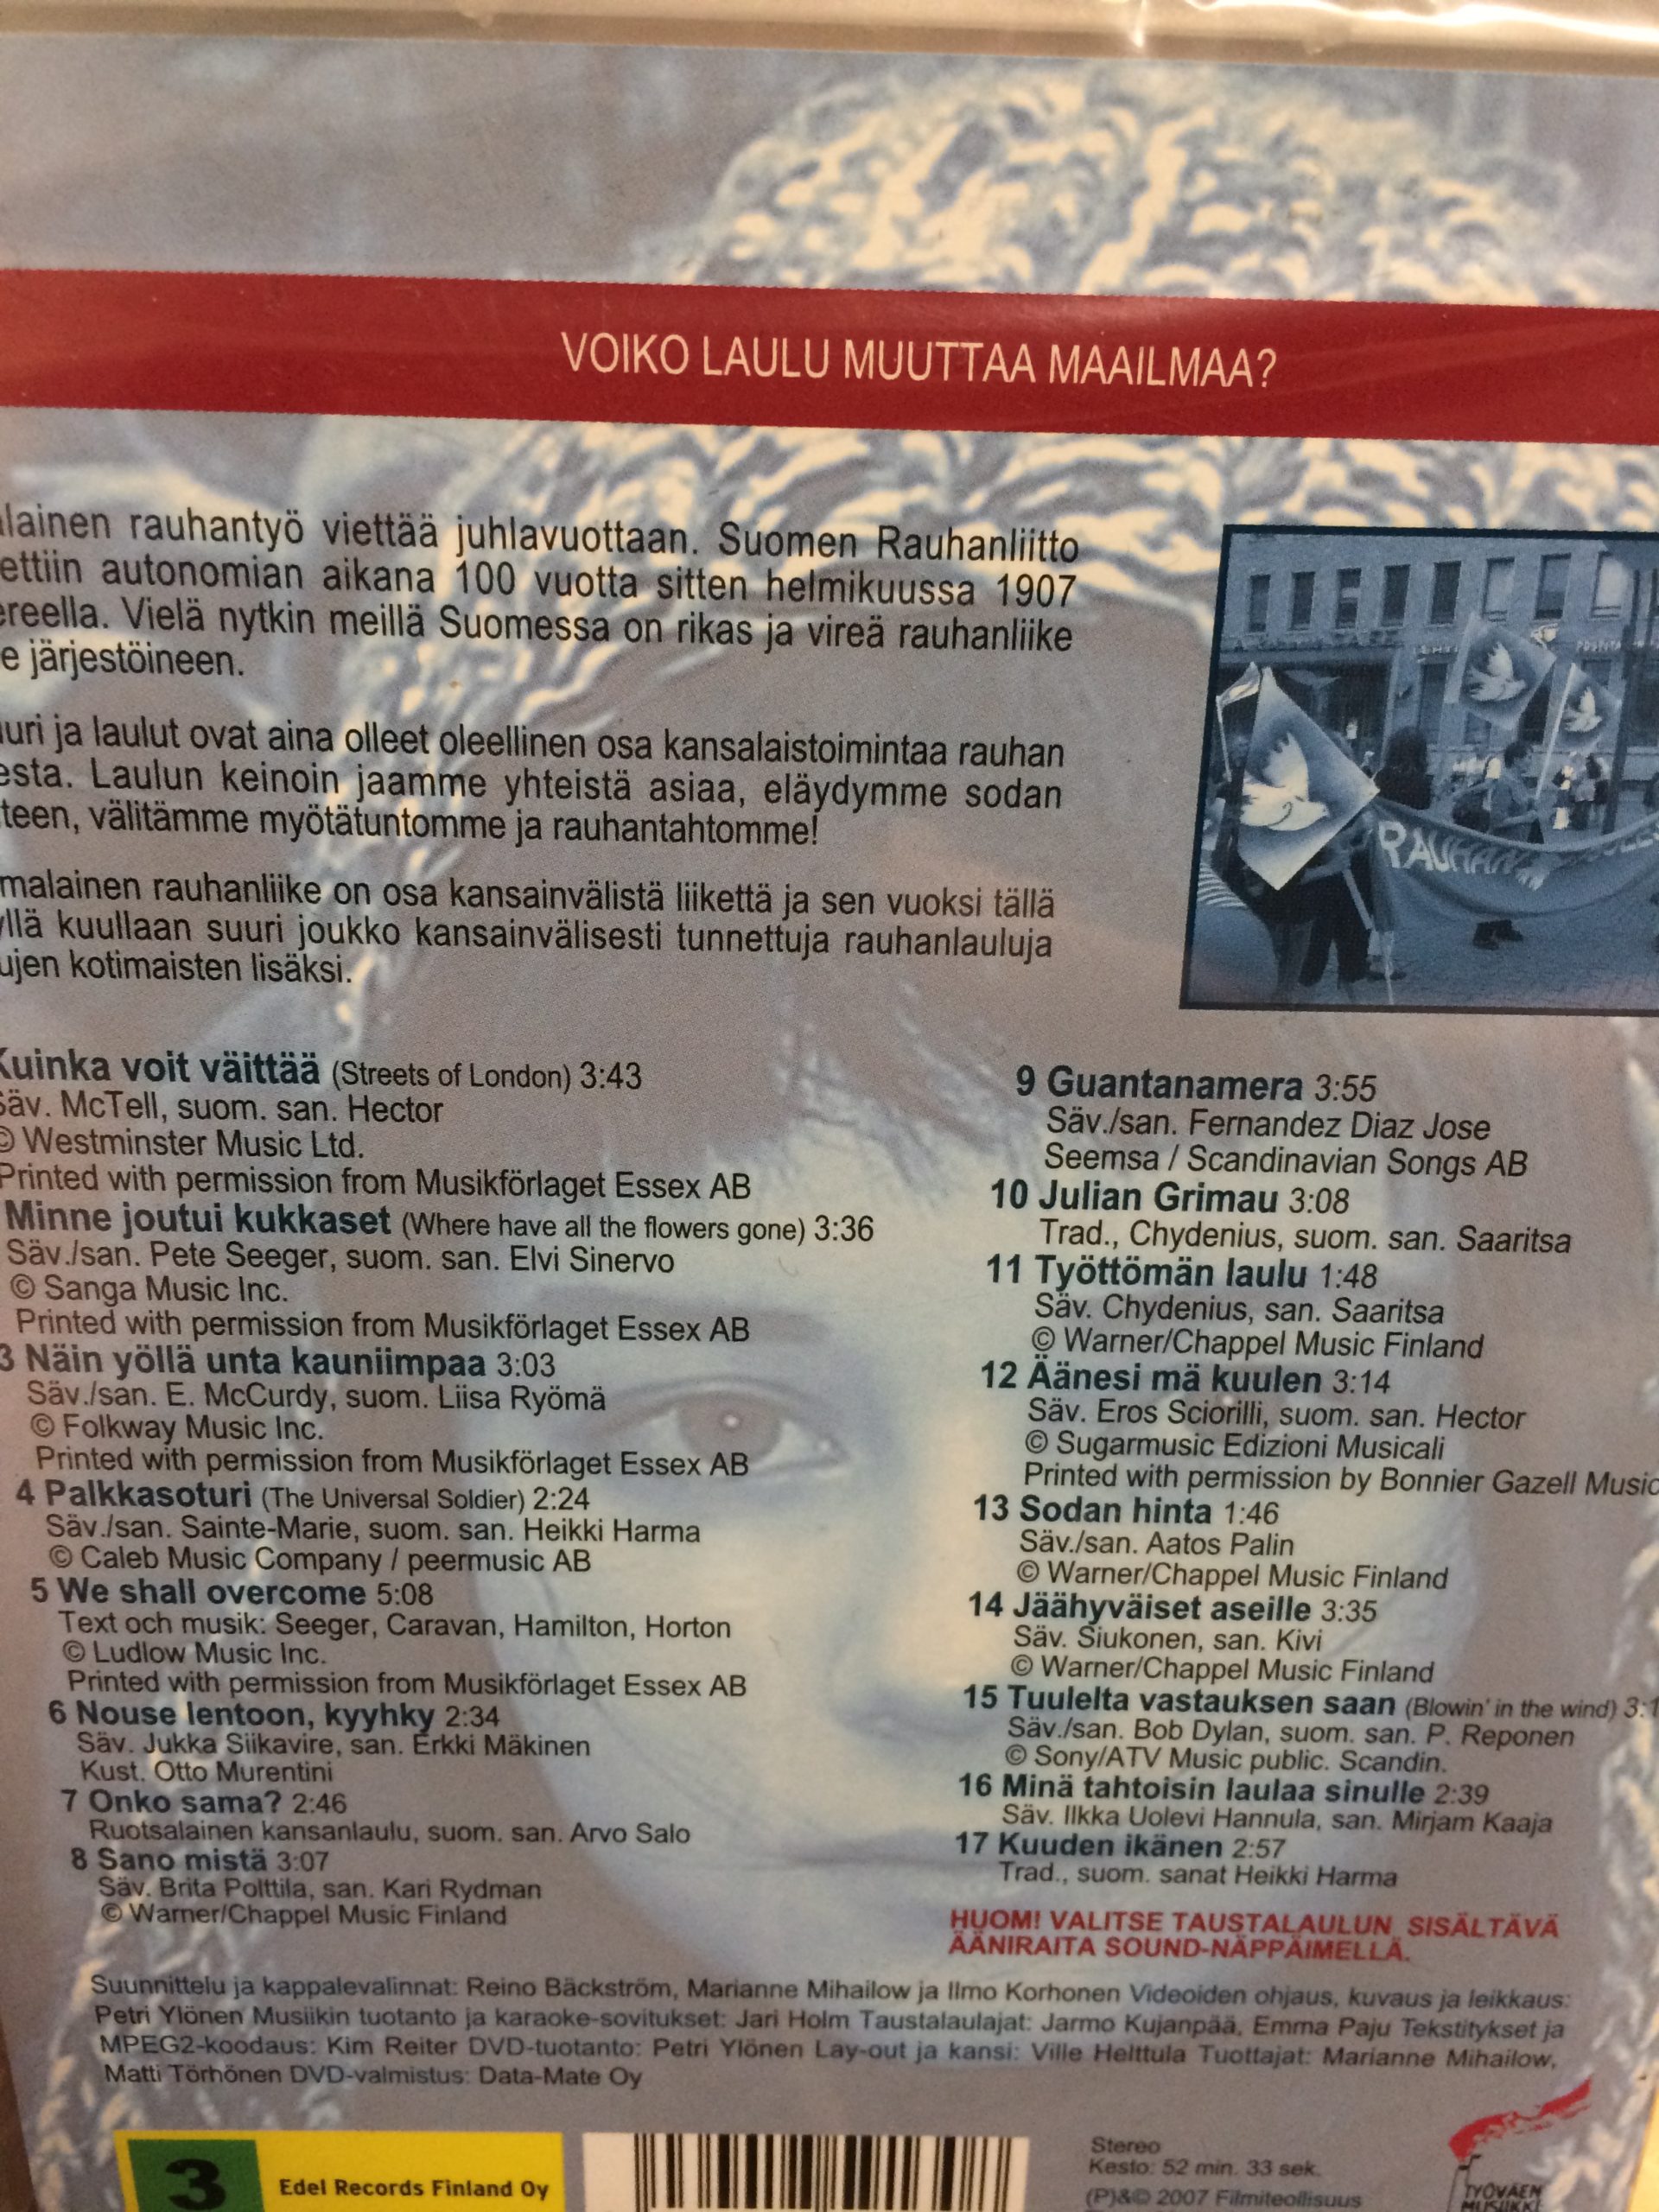 VOIKO LAULU MUUTTAA MAAILMAA?
lainen rauhantyö viettää juhlavuottaan. Suomen Rauhanliitto
ettiin autonomian aikana 100 vuotta sitten helmikuussa 1907
ereella. Vielä nytkin meillä Suomessa on rikas ja vireä rauhanliike
e järjestöineen.
uri ja laulut ovat aina olleet oleellinen osa kansalaistoimintaa rauhan
esta. Laulun keinoin jaamme yhteistä asiaa, eläydymme sodan
teen, välitämme myötätuntomme ja rauhantahtomme!
malainen rauhanliike on osa kansainvälistä liikettä ja sen vuoksi tällä
yllä kuullaan suuri joukko kansainvälisesti tunnettuja rauhanlauluja
ujen kotimaisten lisäksi.
Kuinka voit väittää (Streets of London) 3:43
Säv. McTell, suom. san. Hector
© Westminster Music Ltd.
Printed with permission from Musikförlaget Essex AB
Minne joutui kukkaset (Where have all the flowers gone) 3:36
Säv./san. Pete Seeger, suom. san. Elvi Sinervo
© Sanga Music Inc.
Printed with permission from Musikförlaget Essex AB
3 Näin yöllä unta kauniimpaa 3:03
Säv./san. E. McCurdy, suom. Liisa Ryömä
© Folkway Music Inc.
Printed with permission from Musikförlaget Essex AB
4 Palkkasoturi (The Universal Soldier) 2:24
Säv./san. Sainte-Marie, suom. san. Heikki Harma
© Caleb Music Company / peermusic AB
5 We shall overcome 5:08
Text och musik: Seeger, Caravan, Hamilton, Horton
© Ludlow Music Inc.
Printed with permission from Musikförlaget Essex AB
6 Nouse lentoon, kyyhky 2:34
Säv. Jukka Siikavire, san. Erkki Mäkinen
Kust. Otto Murentini
7 Onko sama? 2:46
Ruotsalainen kansanlaulu, suom. san. Arvo Salo
8 Sano mistä 3:07
Säv. Brita Polttila, san. Kari Rydman
© Warner/Chappel Music Finland
9 Guantanamera 3:55
Säv./san. Fernandez Diaz Jose
Seemsa / Scandinavian Songs AB
10 Julian Grimau 3:08
Trad., Chydenius, suom. san. Saaritsa
11 Työttömän laulu 1:48
Säv. Chydenius, san. Saaritsa
© Warner/Chappel Music Finland
12 Äänesi mä kuulen 3:14
Säv. Eros Sciorilli, suom. san. Hector
© Sugarmusic Edizioni Musicali
Printed with permission by Bonnier Gazell Music
13 Sodan hinta 1:46
Säv./san. Aatos Palin
© Warner/Chappel Music Finland
14 Jäähyväiset aseille 3:35
Säv. Siukonen, san. Kivi
© Warner/Chappel Music Finland
15 Tuulelta vastauksen saan (Blowin' in the wind) 3:1
Säv./san. Bob Dylan, suom. san. P. Reponen
© Sony/ATV Music public. Scandin.
16 Minä tahtoisin laulaa sinulle 2:39
Säv. Ilkka Uolevi Hannula, san. Mirjam Kaaja
17 Kuuden ikänen 2:57
Trad., suom. sanat Heikki Harma
HUOM! VALITSE TAUSTALAULUN SISÄLTÄVÄ
ÄÄNIRAITA SOUND-NÄPPÄIMELLÄ.
Suunnittelu ja kappalevalinnat: Reino Bäckström, Marianne Mihailow ja Ilmo Korhonen Videoiden ohjaus, kuvaus ja leikkaus:
Petri Ylönen Musiikin tuotanto ja karaoke-sovitukset: Jari Holm Taustalaulajat: Jarmo Kujanpää, Emma Paju Tekstitykset ja
MPEG2-koodaus: Kim Reiter DVD-tuotanto: Petri Ylönen Lay-out ja kansi: Ville Helttula Tuottajat: Marianne Mihailow,
Matti Törhönen DVD-valmistus: Data-Mate Oy
3
Edel Records Finland Oy
Stereo
Kesto: 52 min. 33 sek.
(P)&© 2007 Filmiteollisuus
TYÖVÄEN
MUSIIKKI